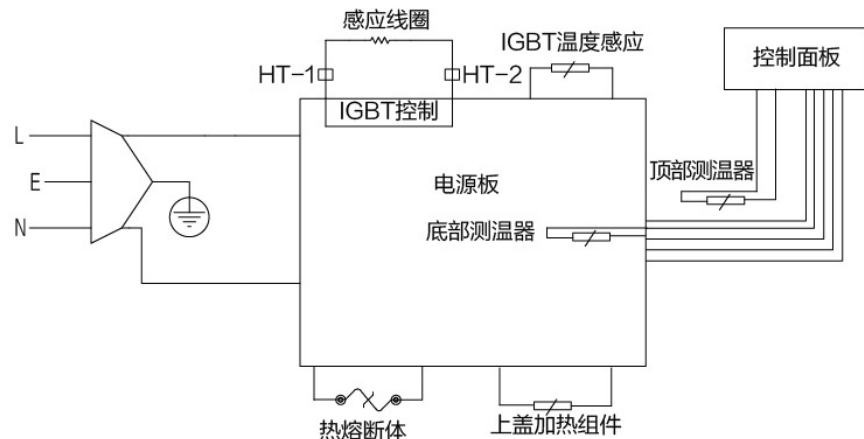 感应线圈
HT-1
HT-2
IGBT温度感应
控制面板
IGBT控制
L
E
N
电源板
顶部测温器
底部测温器
热熔断体
上盖加热组件